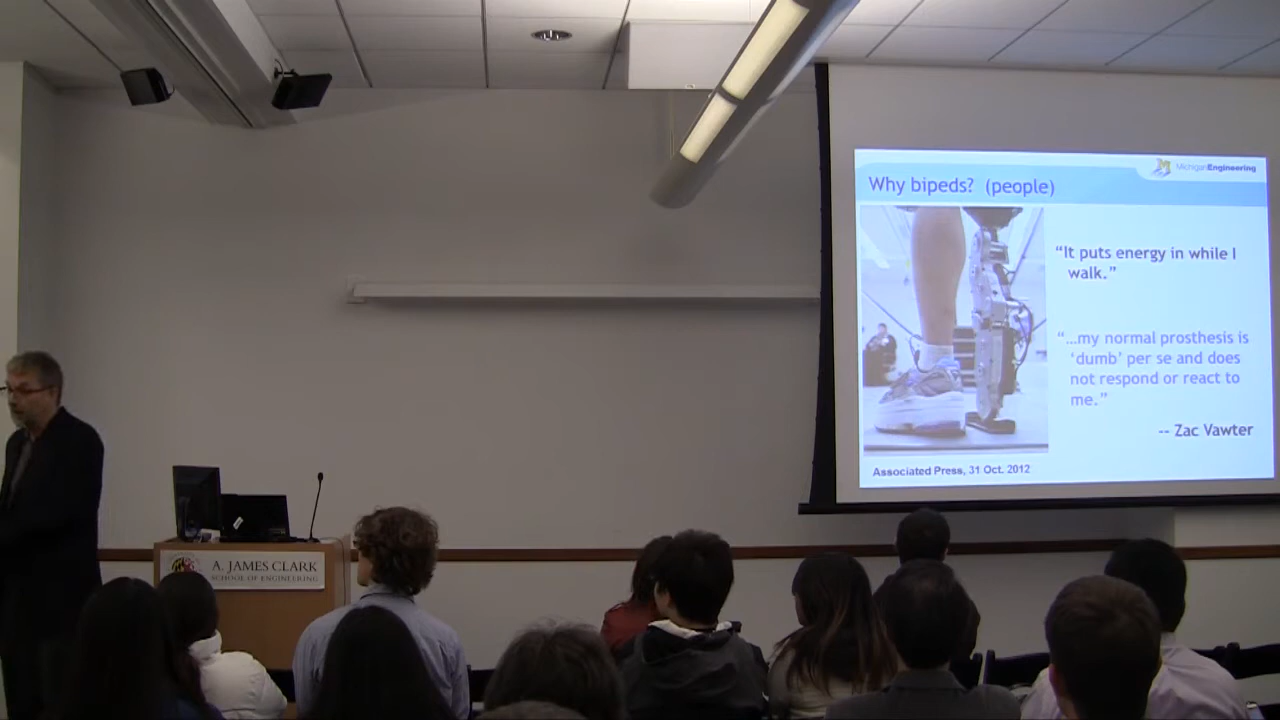 MichiganEngineering
Why bipeds? (people)
“It puts energy in while I
walk.”
“…my normal prosthesis is
‘dumb’ per se and does
not respond or react to
me.”
-- Zac Vawter
Associated Press, 31 Oct. 2012
A. JAMES CLARK
SCHOOL OF ENGINEERING